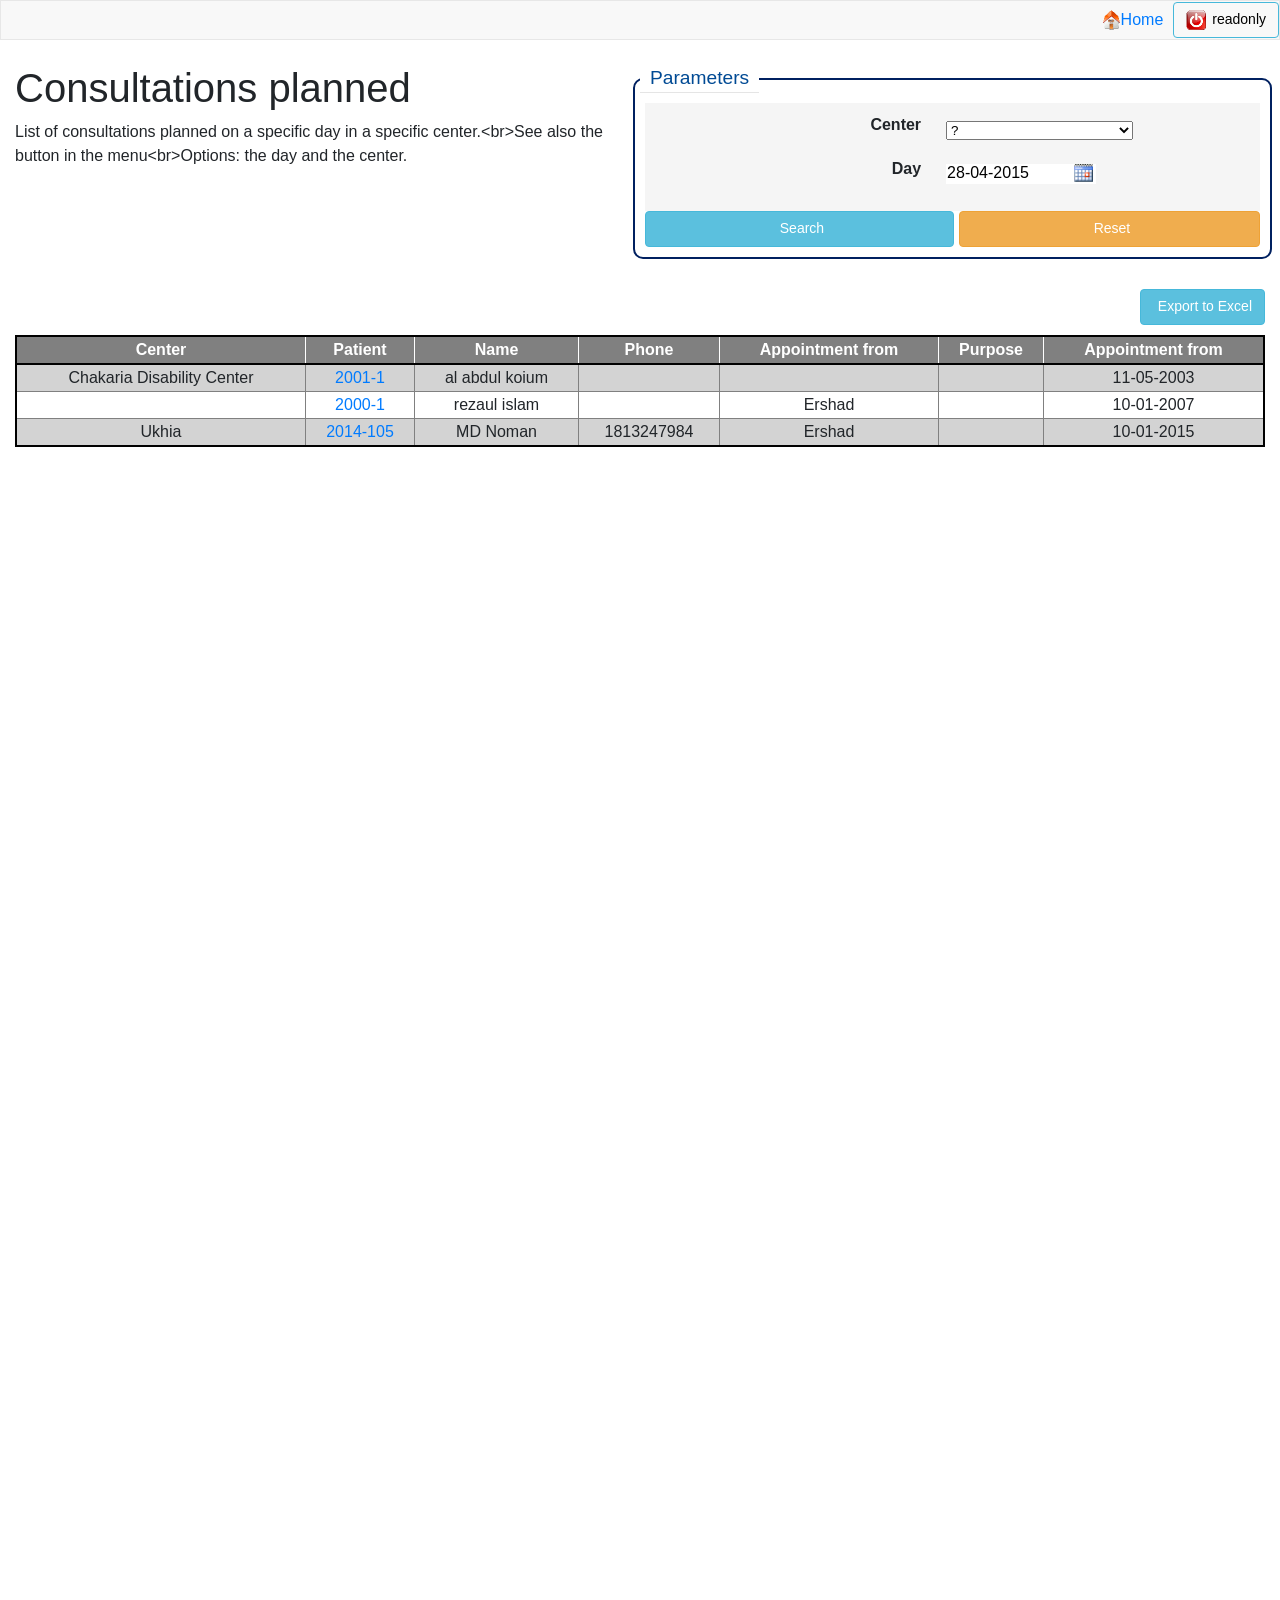 Home
readonly
Consultations planned
List of consultations planned on a specific day in a specific center.<br>See also the
button in the menu<br>Options: the day and the center.
Parameters
Center ?
Day 28-04-2015
Search Reset
Export to Excel
Center Patient Name Phone Appointment from Purpose Appointment from
Chakaria Disability Center 2001-1 al abdul koium 11-05-2003
2000-1 rezaul islam Ershad 10-01-2007
Ukhia 2014-105 MD Noman 1813247984 Ershad 10-01-2015